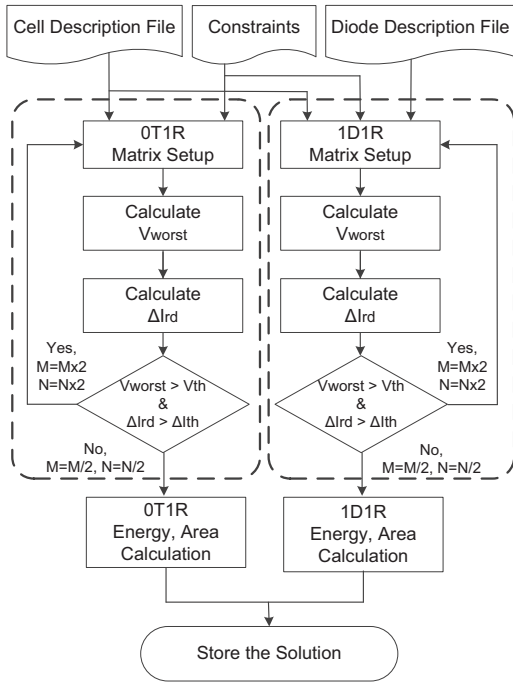 Cell Description File
Constraints
Diode Description File
0T1R
Matrix Setup
Calculate
Vworst
Calculate
ΔIrd
Yes,
M=Mx2
N=Nx2
Vworst > Vth
&
ΔIrd > ΔIth
No,
M=M/2, N=N/2
0T1R
Energy, Area
Calculation
1D1R
Matrix Setup
Calculate
Vworst
Calculate
ΔIrd
Yes,
M=Mx2
N=Nx2
Vworst > Vth
&
ΔIrd > ΔIth
No,
M=M/2, N=N/2
1D1R
Energy, Area
Calculation
Store the Solution